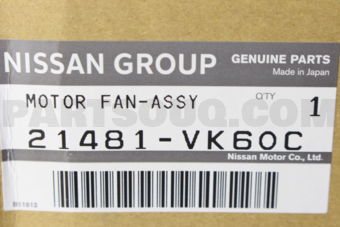 NISSAN GROUP
GENUINE PARTS
Made in Japan
MOTOR FAN-ASSY
Q'TY
1
PARTSOUQ.COM
21481-VK60C
Nissan Motor Co., Ltd.